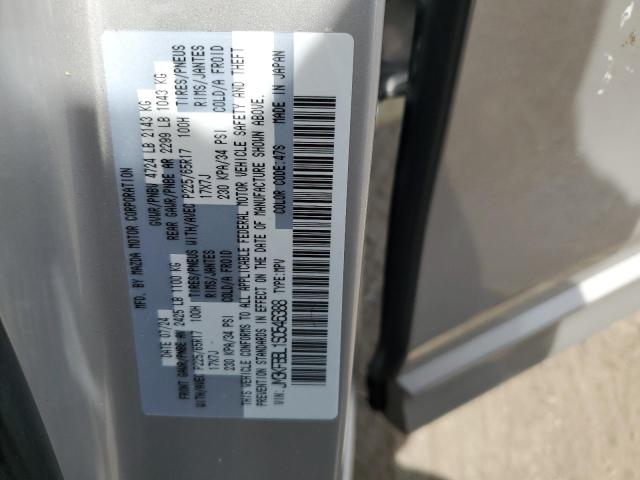 MFD. BY MAZDA MOTOR CORPORATION
07/24 GVWR/PNBV 4724 LB 2143 KG
FRONT GAWR/PNBE AV 2425 LB 1100 KG REAR GAWR/PNBE AR 2299 LB 1043 KG
WITH/AVEC P225/65R17 100H TIRES/PNEUS WITH/AVEC P225/65R17 100H TIRES/PNEUS
17X7J RIMS/JANTES 17X7J RIMS/JANTES
230 KPA/34 PSI COLD/A FROID 230 KPA/34 PSI COLD/A FROID
THIS VEHICLE CONFORMS TO ALL APPLICABLE FEDERAL MOTOR VEHICLE SAFETY AND THEFT
PREVENTION STANDARDS IN EFFECT ON THE DATE OF MANUFACTURE SHOWN ABOVE.
VIN: TYPE:MPV COLOR CODE:47S MADE IN JAPAN